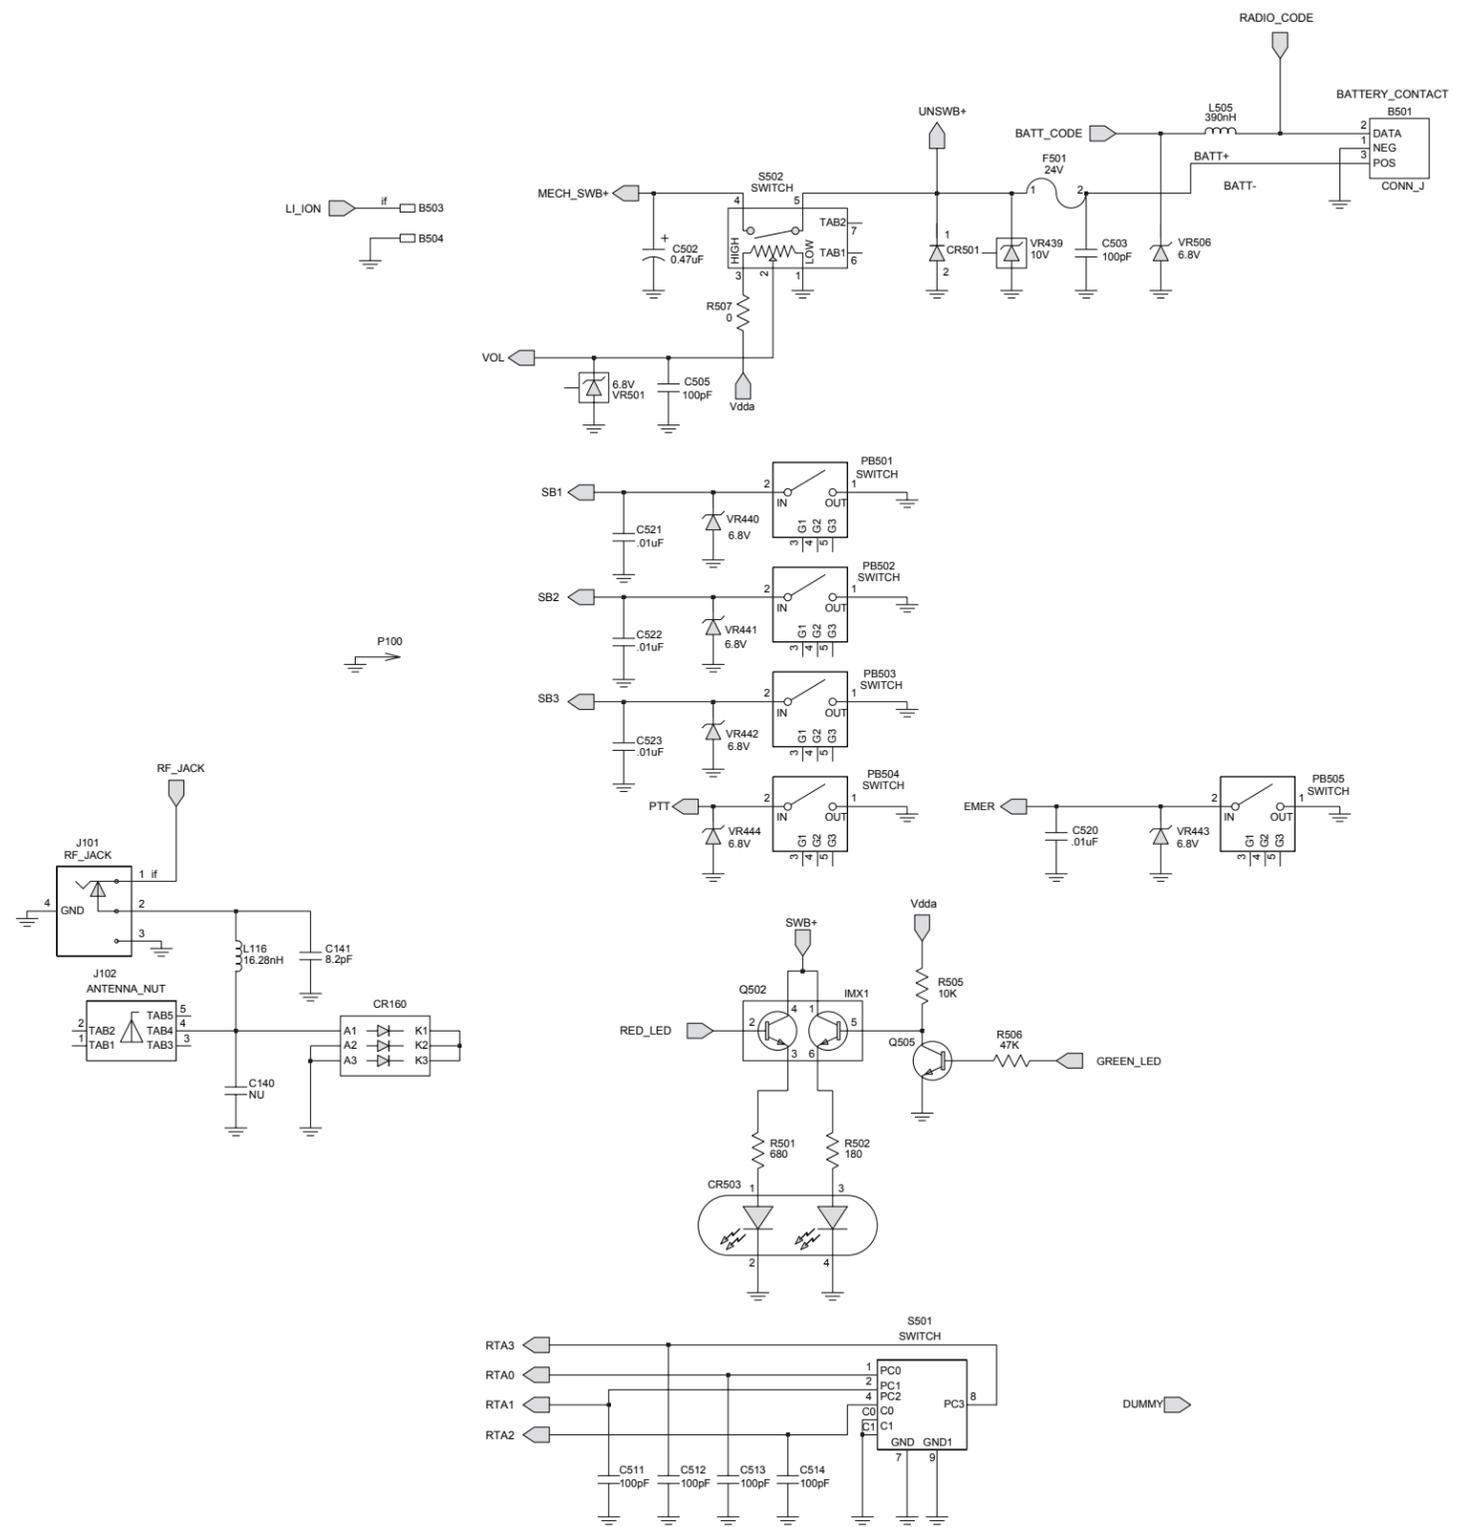 RADIO_CODE
BATTERY_CONTACT
B501
L505
390nH
UNSWB+
BATT_CODE
2
DATA
1
NEG
3
POS
F501
24V
BATT+
BATT-
CONN_J
S502
SWITCH
MECH_SWB+
4
5
1
2
LI_ION
if
B503
B504
C502
0.47uF
+
HIGH
LOW
TAB2
7
TAB1
6
3
2
1
1
CR501
2
VR439
10V
C503
100pF
VR506
6.8V
R507
0
VOL
6.8V
VR501
C505
100pF
Vdda
PB501
SWITCH
SB1
2
1
IN
OUT
C521
.01uF
VR440
6.8V
G1
G2
G3
3
4
5
PB502
SWITCH
SB2
2
1
IN
OUT
C522
.01uF
VR441
6.8V
G1
G2
G3
3
4
5
P100
PB503
SWITCH
SB3
2
1
IN
OUT
C523
.01uF
VR442
6.8V
G1
G2
G3
3
4
5
PB504
SWITCH
PTT
2
1
IN
OUT
VR444
6.8V
G1
G2
G3
3
4
5
PB505
SWITCH
EMER
2
1
IN
OUT
C520
.01uF
VR443
6.8V
G1
G2
G3
3
4
5
RF_JACK
J101
RF_JACK
1 if
4
GND
2
3
L116
16.28nH
C141
8.2pF
J102
ANTENNA_NUT
TAB5
5
2
TAB2
TAB4
4
1
TAB1
TAB3
3
CR160
A1
K1
A2
K2
A3
K3
C140
NU
SWB+
Vdda
R505
10K
Q502
IMX1
4
1
RED_LED
2
5
3
6
Q505
R506
47K
GREEN_LED
R501
680
R502
180
CR503
1
3
2
4
S501
SWITCH
RTA3
RTA0
1
PC0
2
PC1
RTA1
4
PC2
PC3
8
C0
C0
RTA2
C1
C1
GND
GND1
7
9
DUMMY
C511
100pF
C512
100pF
C513
100pF
C514
100pF